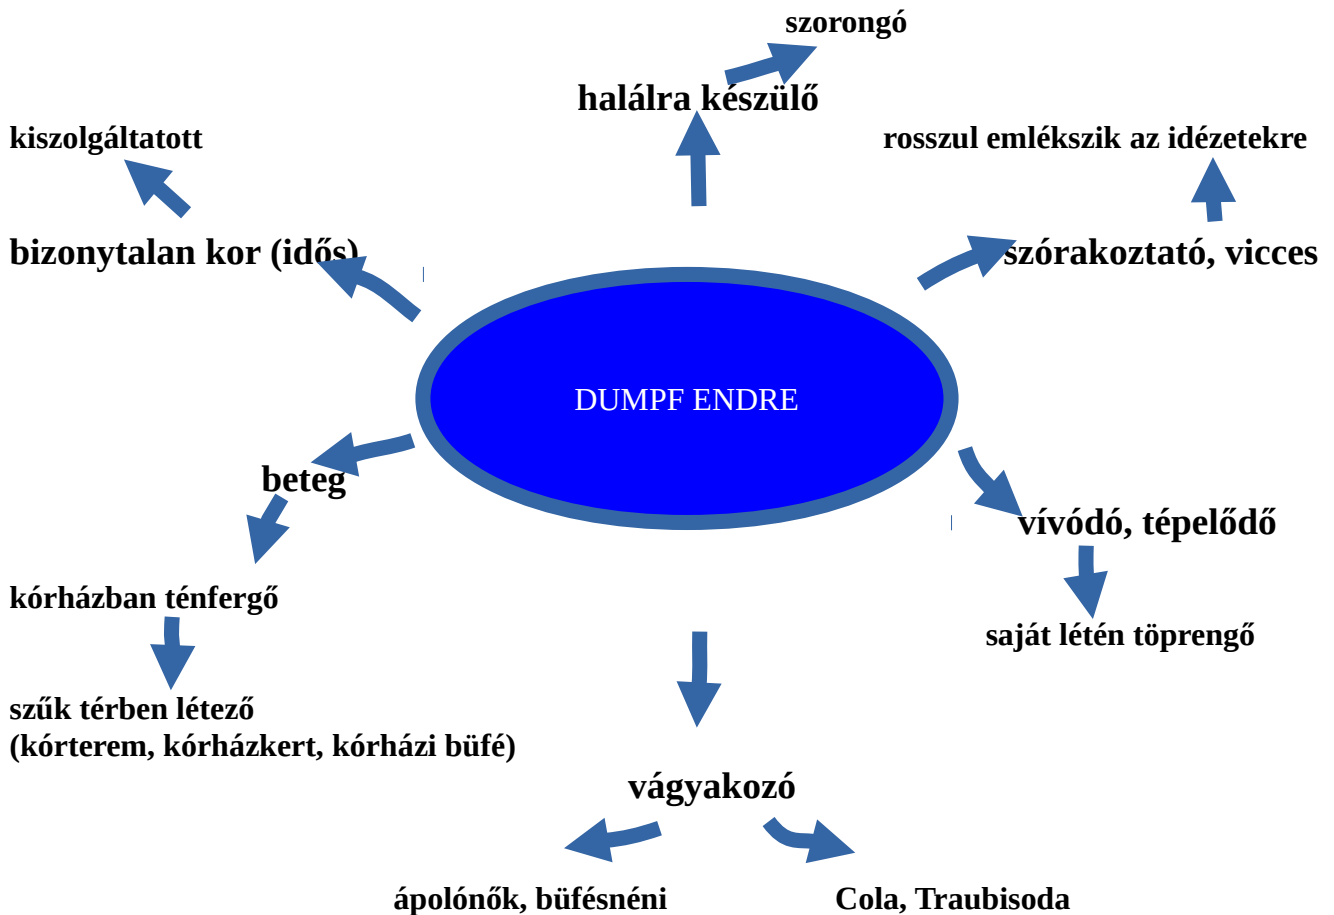 szorongó
halálra készülő
kiszolgáltatott
rosszul emlékszik az idézetekre
bizonytalan kor (idős)
szórakoztató, vicces
DUMPF ENDRE
beteg
vívódó, tépelődő
kórházban ténfergő
saját létén töprengő
szűk térben létező
(kórterem, kórházkert, kórházi büfé)
vágyakozó
ápolónők, büfésnéni
Cola, Traubisoda